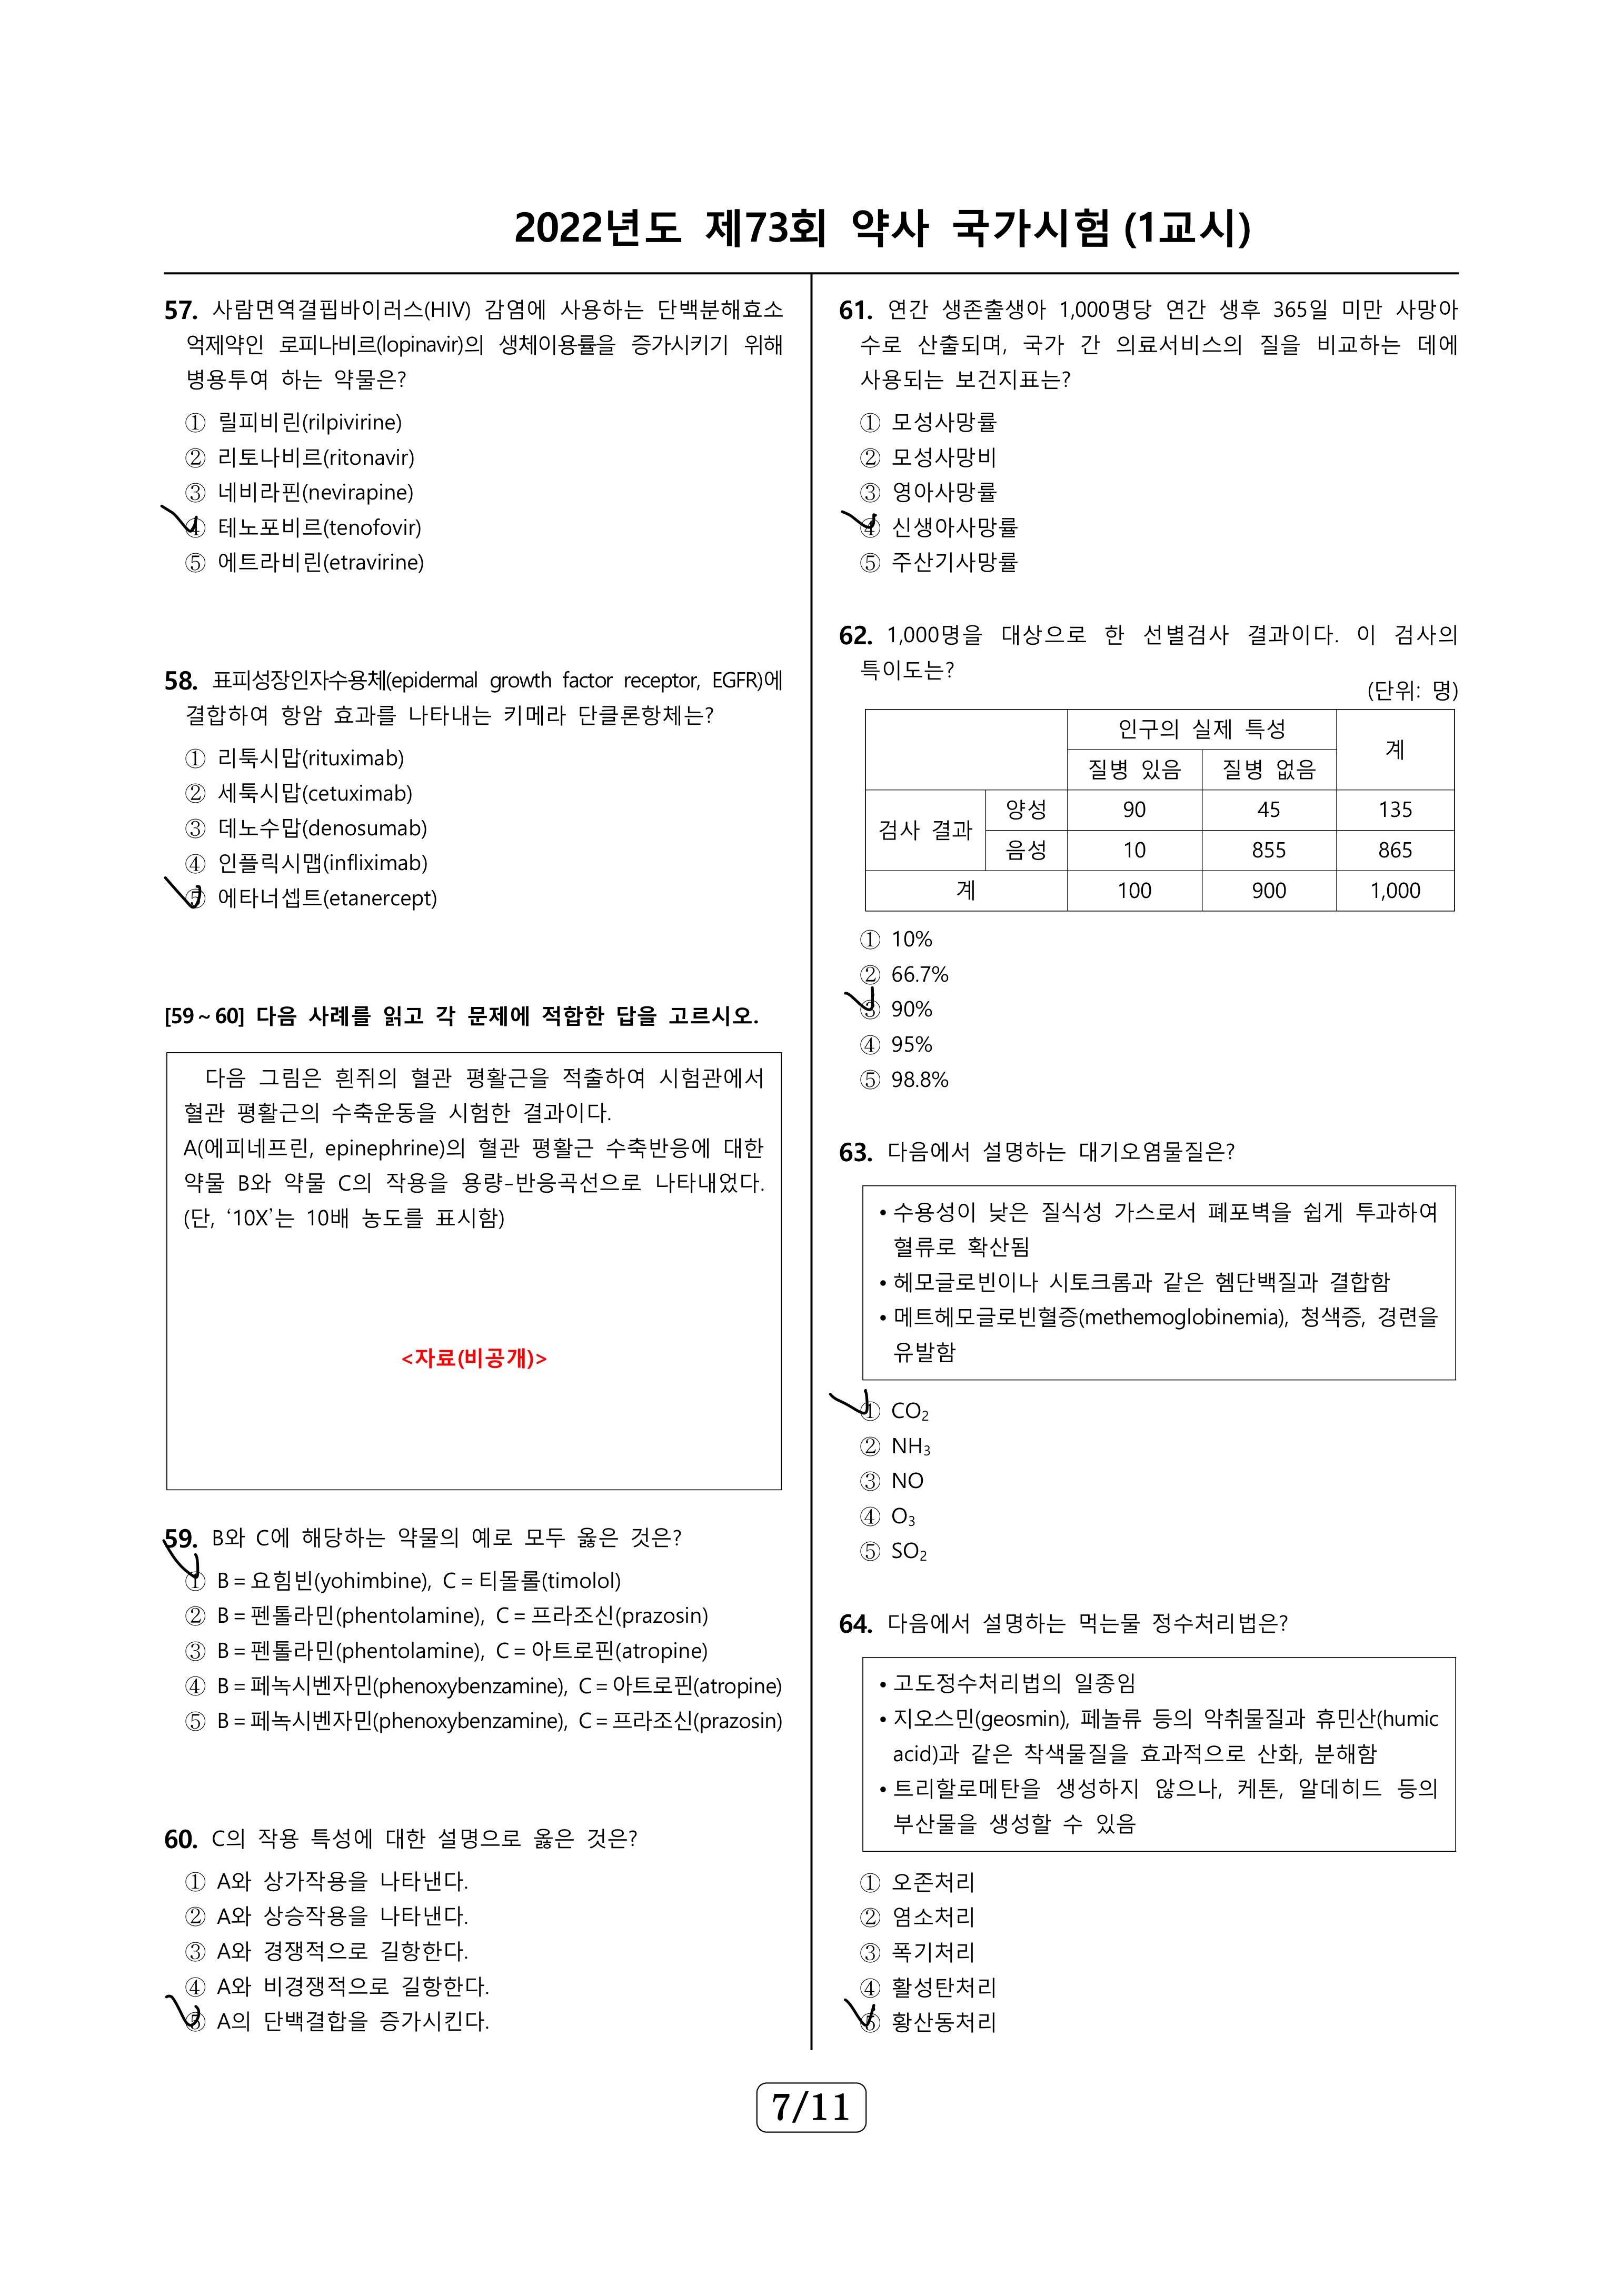 2022년도 제73회 약사 국가시험 (1교시)
57. 사람면역결핍바이러스(HIV) 감염에 사용하는 단백분해효소
억제약인 로피나비르(lopinavir)의 생체이용률을 증가시키기 위해
병용투여 하는 약물은?
① 릴피비린(rilpivirine)
② 리토나비르(ritonavir)
③ 네비라핀(nevirapine)
④ 테노포비르(tenofovir)
⑤ 에트라비린(etravirine)
58. 표피성장인자수용체(epidermal growth factor receptor, EGFR)에
결합하여 항암 효과를 나타내는 키메라 단클론항체는?
① 리툭시맙(rituximab)
② 세툭시맙(cetuximab)
③ 데노수맙(denosumab)
④ 인플릭시맵(infliximab)
⑤ 에타너셉트(etanercept)
[59~60] 다음 사례를 읽고 각 문제에 적합한 답을 고르시오.
다음 그림은 흰쥐의 혈관 평활근을 적출하여 시험관에서
혈관 평활근의 수축운동을 시험한 결과이다.
A(에피네프린, epinephrine)의 혈관 평활근 수축반응에 대한
약물 B와 약물 C의 작용을 용량-반응곡선으로 나타내었다.
(단, ‘10X’는 10배 농도를 표시함)
<자료(비공개)>
59. B와 C에 해당하는 약물의 예로 모두 옳은 것은?
① B=요힘빈(yohimbine), C=티몰롤(timolol)
② B=펜톨라민(phentolamine), C=프라조신(prazosin)
③ B=펜톨라민(phentolamine), C=아트로핀(atropine)
④ B=페녹시벤자민(phenoxybenzamine), C=아트로핀(atropine)
⑤ B=페녹시벤자민(phenoxybenzamine), C=프라조신(prazosin)
60. C의 작용 특성에 대한 설명으로 옳은 것은?
① A와 상가작용을 나타낸다.
② A와 상승작용을 나타낸다.
③ A와 경쟁적으로 길항한다.
④ A와 비경쟁적으로 길항한다.
⑤ A의 단백결합을 증가시킨다.
61. 연간 생존출생아 1,000명당 연간 생후 365일 미만 사망아
수로 산출되며, 국가 간 의료서비스의 질을 비교하는 데에
사용되는 보건지표는?
① 모성사망률
② 모성사망비
③ 영아사망률
④ 신생아사망률
⑤ 주산기사망률
62. 1,000명을 대상으로 한 선별검사 결과이다. 이 검사의
특이도는?
(단위: 명)
인구의 실제 특성 계
질병 있음 질병 없음
검사 결과 양성 90 45 135
음성 10 855 865
계 100 900 1,000
① 10%
② 66.7%
③ 90%
④ 95%
⑤ 98.8%
63. 다음에서 설명하는 대기오염물질은?
• 수용성이 낮은 질식성 가스로서 폐포벽을 쉽게 투과하여
혈류로 확산됨
• 헤모글로빈이나 시토크롬과 같은 헴단백질과 결합함
• 메트헤모글로빈혈증(methemoglobinemia), 청색증, 경련을
유발함
① CO₂
② NH₃
③ NO
④ O₃
⑤ SO₂
64. 다음에서 설명하는 먹는물 정수처리법은?
• 고도정수처리법의 일종임
• 지오스민(geosmin), 페놀류 등의 악취물질과 휴민산(humic
acid)과 같은 착색물질을 효과적으로 산화, 분해함
• 트리할로메탄을 생성하지 않으나, 케톤, 알데히드 등의
부산물을 생성할 수 있음
① 오존처리
② 염소처리
③ 폭기처리
④ 활성탄처리
⑤ 황산동처리
7/11